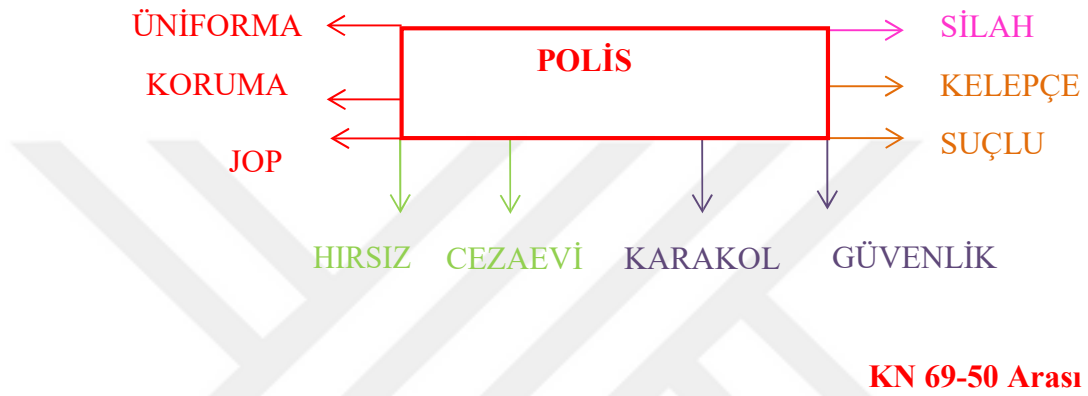 ÜNİFORMA
SİLAH
POLİS
KORUMA
KELEPÇE
JOP
SUÇLU
HIRSIZ CEZAEVİ KARAKOL GÜVENLİK
KN 69-50 Arası